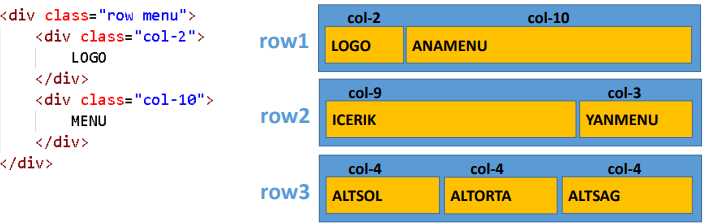 <div class="row menu">
<div class="col-2">
LOGO
</div>
<div class="col-10">
MENU
</div>
</div>
col-2 col-10
row1
LOGO ANAMENU
col-9 col-3
row2
ICERIK YANMENU
col-4 col-4 col-4
row3
ALTSOL ALTORTA ALTSAG